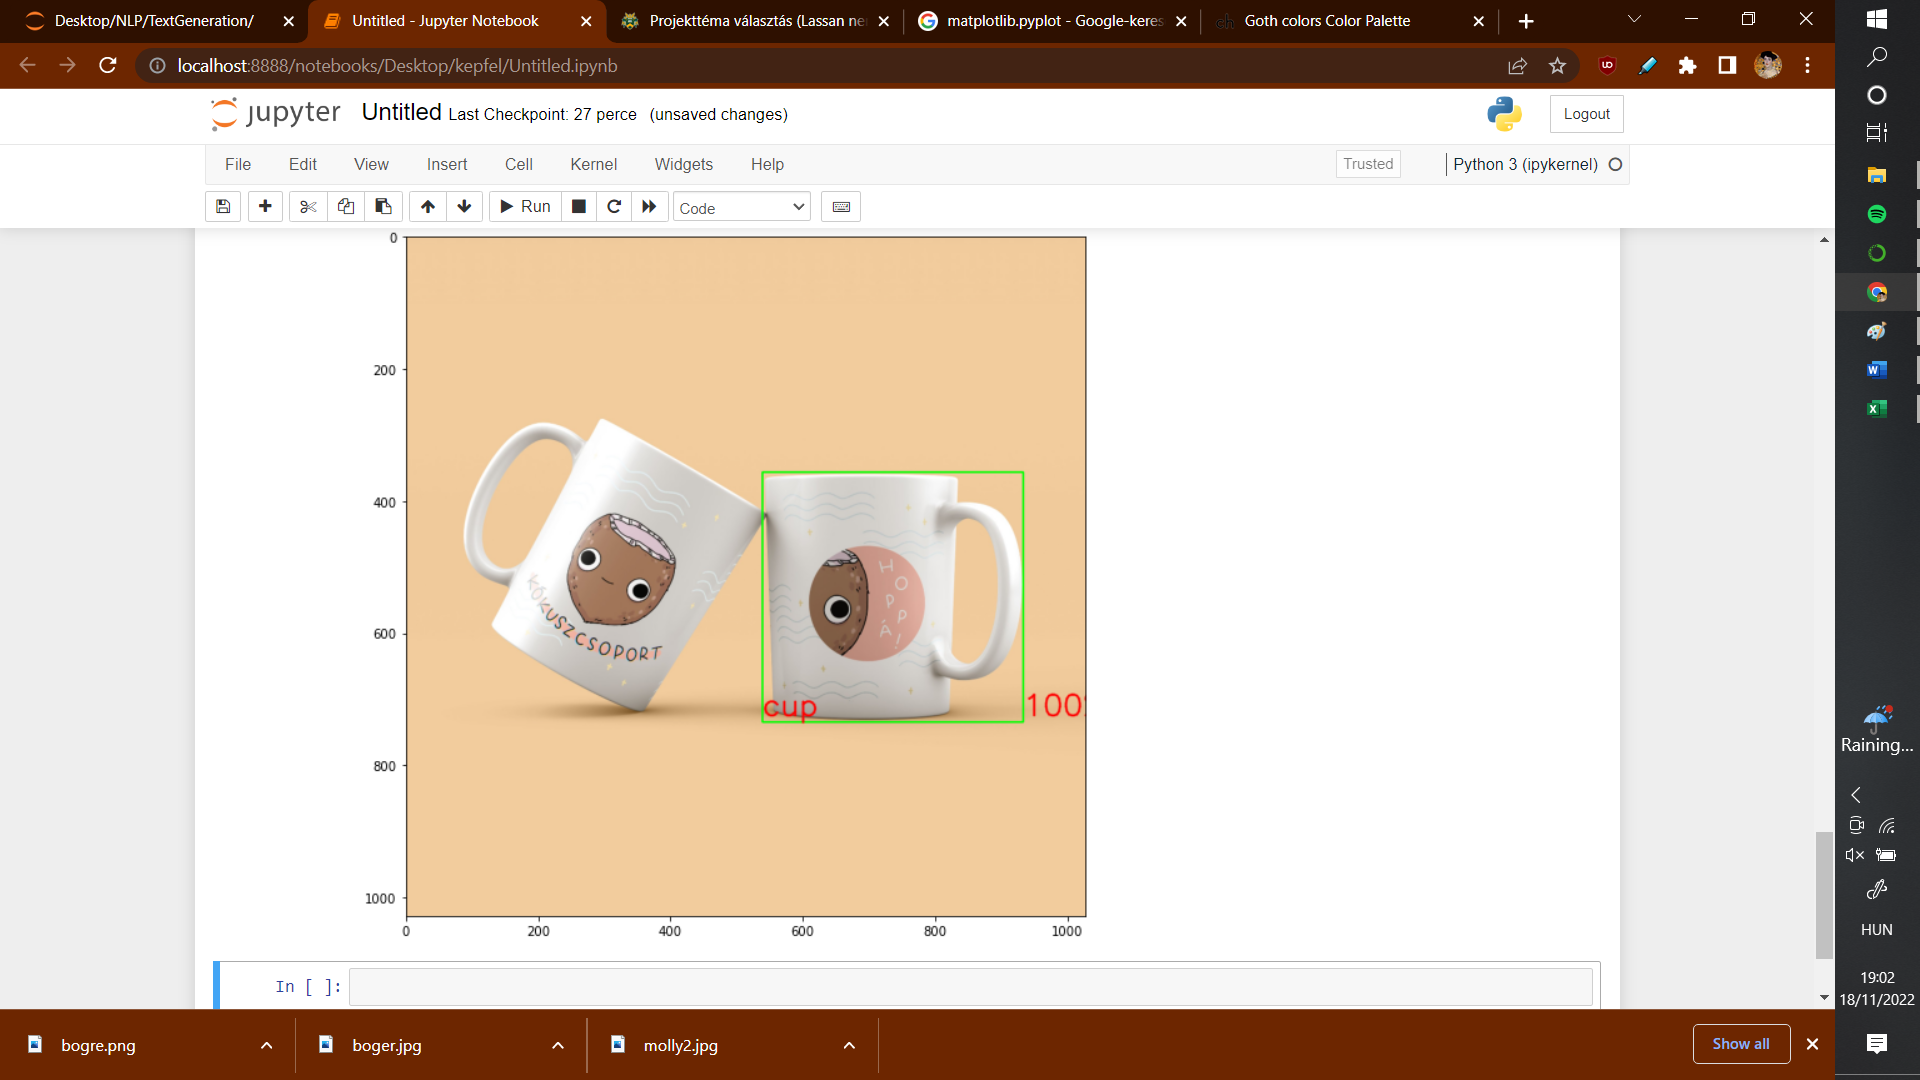 Desktop/NLP/TextGeneration/
Untitled - Jupyter Notebook
Projekttéma választás (Lassan ne
matplotlib.pyplot - Google-keres
Goth colors Color Palette
localhost:8888/notebooks/Desktop/kepfel/Untitled.ipynb
jupyter Untitled Last Checkpoint: 27 perce (unsaved changes)
Logout
File Edit View Insert Cell Kernel Widgets Help
Trusted
Python 3 (ipykernel)
Run
Code
0
200
400
600
800
1000
KÓKUSZCSOPORT
HOPPÁ!
cup
100%
0 200 400 600 800 1000
In [ ]:
bogre.png
boger.jpg
molly2.jpg
Show all
Raining...
HUN
19:02
18/11/2022